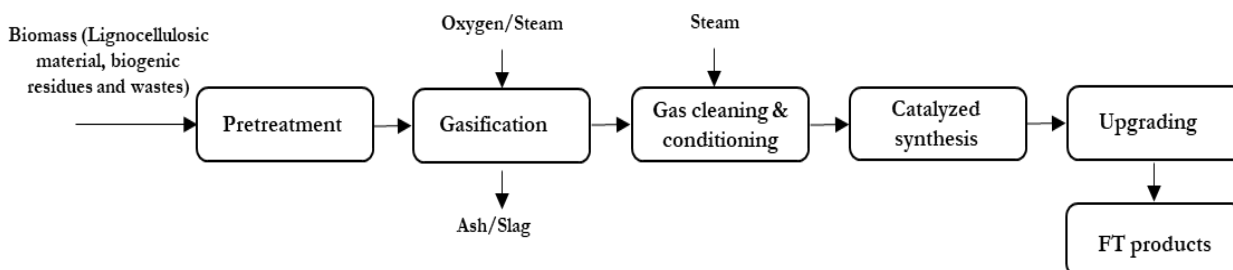 Biomass (Lignocellulosic
material, biogenic
residues and wastes)
Oxygen/Steam
Steam
Pretreatment
Gasification
Gas cleaning &
conditioning
Catalyzed
synthesis
Upgrading
Ash/Slag
FT products